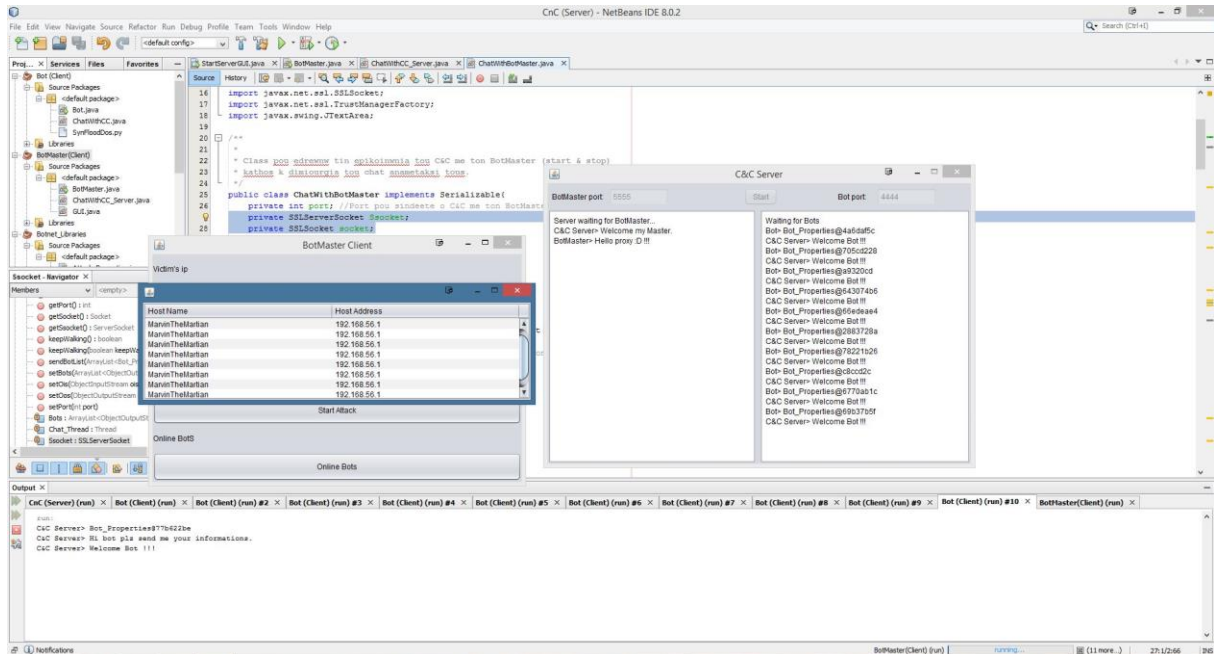 CnC (Server) - NetBeans IDE 8.0.2
File Edit View Navigate Source Refactor Run Debug Profile Team Tools Window Help
Search (Ctrl+I)
<default config>
Proj... Services Files Favorites
StartServerGUI.java BotMaster.java ChatWithCC_Server.java ChatWithBotMaster.java
Bot (Client)
Source Packages
<default package>
Bot.java
ChatWithCC.java
SynFloodDos.py
Libraries
BotMaster(Client)
Source Packages
<default package>
BotMaster.java
ChatWithCC_Server.java
GUI.java
Libraries
Botnet_Libraries
Source Packages
<default package>
Source History
16 import javax.net.ssl.SSLSocket;
17 import javax.net.ssl.TrustManagerFactory;
18 import javax.swing.JTextArea;
19
20 /**
21 *
22 * Class pou edrewnw tin epikoinwnia tou C&C me ton BotMaster (start & stop)
23 * kathos k dimiourgia tou chat anametaksi tous.
24 */
25 public class ChatWithBotMaster implements Serializable{
26 private int port; //Port pou sindeete o C&C me ton BotMaste
private SSLServerSocket Ssocket;
28 private SSLSocket socket;
Ssocket - Navigator
Members <empty>
getPort() : int
getSocket() : Socket
getSsocket() : ServerSocket
keepWalking() : boolean
keepWalking(boolean keepWa
sendBotList(ArrayList<Bot_Pr
setBots(ArrayList<ObjectOut
setOis(ObjectInputStream ois
setOos(ObjectOutputStream
setPort(int port)
Bots : ArrayList<ObjectOutputSt
Chat_Thread : Thread
Ssocket : SSLServerSocket
BotMaster Client
Victim's ip
Host Name Host Address
MarvinTheMartian 192.168.56.1
MarvinTheMartian 192.168.56.1
MarvinTheMartian 192.168.56.1
MarvinTheMartian 192.168.56.1
MarvinTheMartian 192.168.56.1
MarvinTheMartian 192.168.56.1
MarvinTheMartian 192.168.56.1
MarvinTheMartian 192.168.56.1
Start Attack
Online BotS
Online Bots
C&C Server
BotMaster port 5555 Start Bot port 4444
Server waiting for BotMaster...
C&C Server> Welcome my Master.
BotMaster> Hello proxy :D !!!
Waiting for Bots
Bot> Bot_Properties@4a6daf5c
C&C Server> Welcome Bot !!!
Bot> Bot_Properties@705cd228
C&C Server> Welcome Bot !!!
Bot> Bot_Properties@a9320cd
C&C Server> Welcome Bot !!!
Bot> Bot_Properties@643074b6
C&C Server> Welcome Bot !!!
Bot> Bot_Properties@66edeae4
C&C Server> Welcome Bot !!!
Bot> Bot_Properties@2883728a
C&C Server> Welcome Bot !!!
Bot> Bot_Properties@78221b26
C&C Server> Welcome Bot !!!
Bot> Bot_Properties@c8ccd2c
C&C Server> Welcome Bot !!!
Bot> Bot_Properties@6770ab1c
C&C Server> Welcome Bot !!!
Bot> Bot_Properties@69b37b5f
C&C Server> Welcome Bot !!!
Output
CnC (Server) (run) Bot (Client) (run) Bot (Client) (run) #2 Bot (Client) (run) #3 Bot (Client) (run) #4 Bot (Client) (run) #5 Bot (Client) (run) #6 Bot (Client) (run) #7 Bot (Client) (run) #8 Bot (Client) (run) #9 Bot (Client) (run) #10 BotMaster(Client) (run)
run:
C&C Server> Bot_Properties@77b622be
C&C Server> Hi bot pls send me your informations.
C&C Server> Welcome Bot !!!
Notifications
BotMaster(Client) (run) running... (11 more...) 27:1/2:66 INS